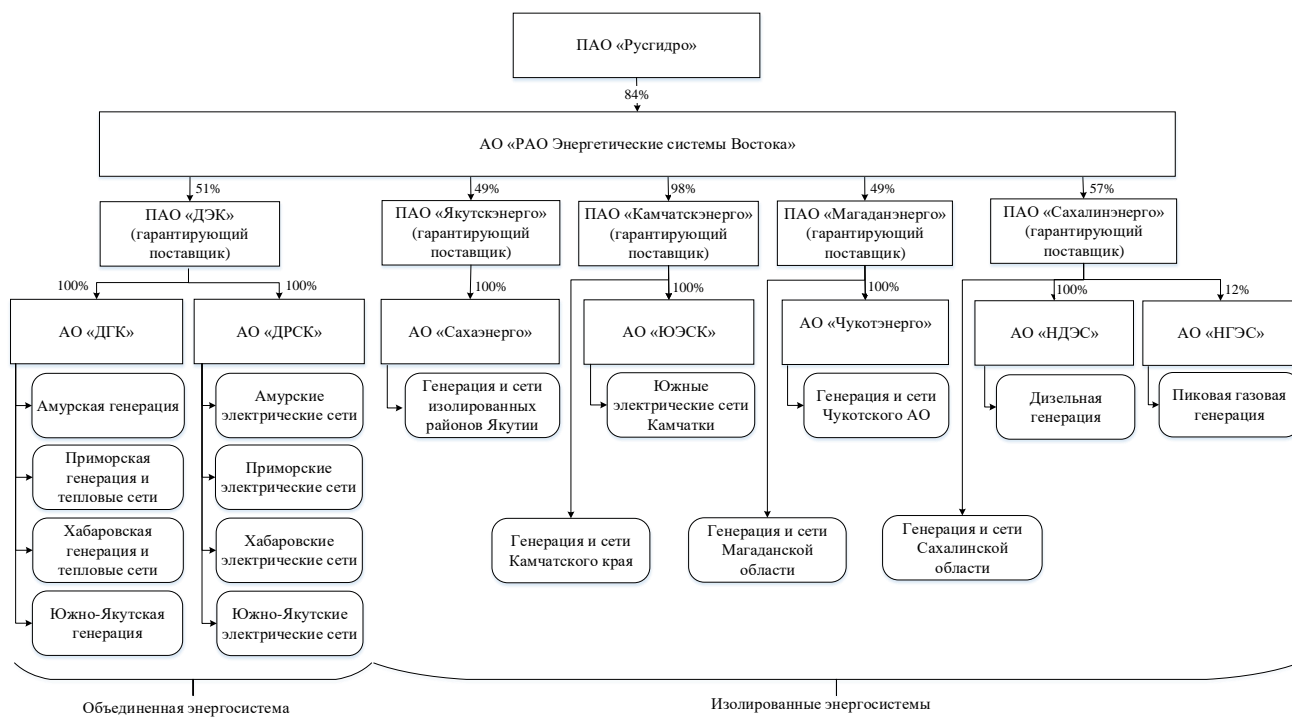 ПАО «Русгидро»
84%
АО «РАО Энергетические системы Востока»
51%
49%
98%
49%
57%
ПАО «ДЭК»
(гарантирующий
поставщик)
ПАО «Якутскэнерго»
(гарантирующий
поставщик)
ПАО «Камчатскэнерго»
(гарантирующий
поставщик)
ПАО «Магаданэнерго»
(гарантирующий
поставщик)
ПАО «Сахалинэнерго»
(гарантирующий
поставщик)
100%
100%
100%
100%
100%
100%
12%
АО «ДГК»
АО «ДРСК»
АО «Сахаэнерго»
АО «ЮЭСК»
АО «Чукотэнерго»
АО «НДЭС»
АО «НГЭС»
Амурская генерация
Амурские
электрические сети
Генерация и сети
изолированных
районов Якутии
Южные
электрические сети
Камчатки
Генерация и сети
Чукотского АО
Дизельная
генерация
Пиковая газовая
генерация
Приморская
генерация и
тепловые сети
Приморские
электрические сети
Хабаровская
генерация и
тепловые сети
Хабаровские
электрические сети
Генерация и сети
Камчатского края
Генерация и сети
Магаданской
области
Генерация и сети
Сахалинской
области
Южно-Якутская
генерация
Южно-Якутские
электрические сети
Объединенная энергосистема
Изолированные энергосистемы